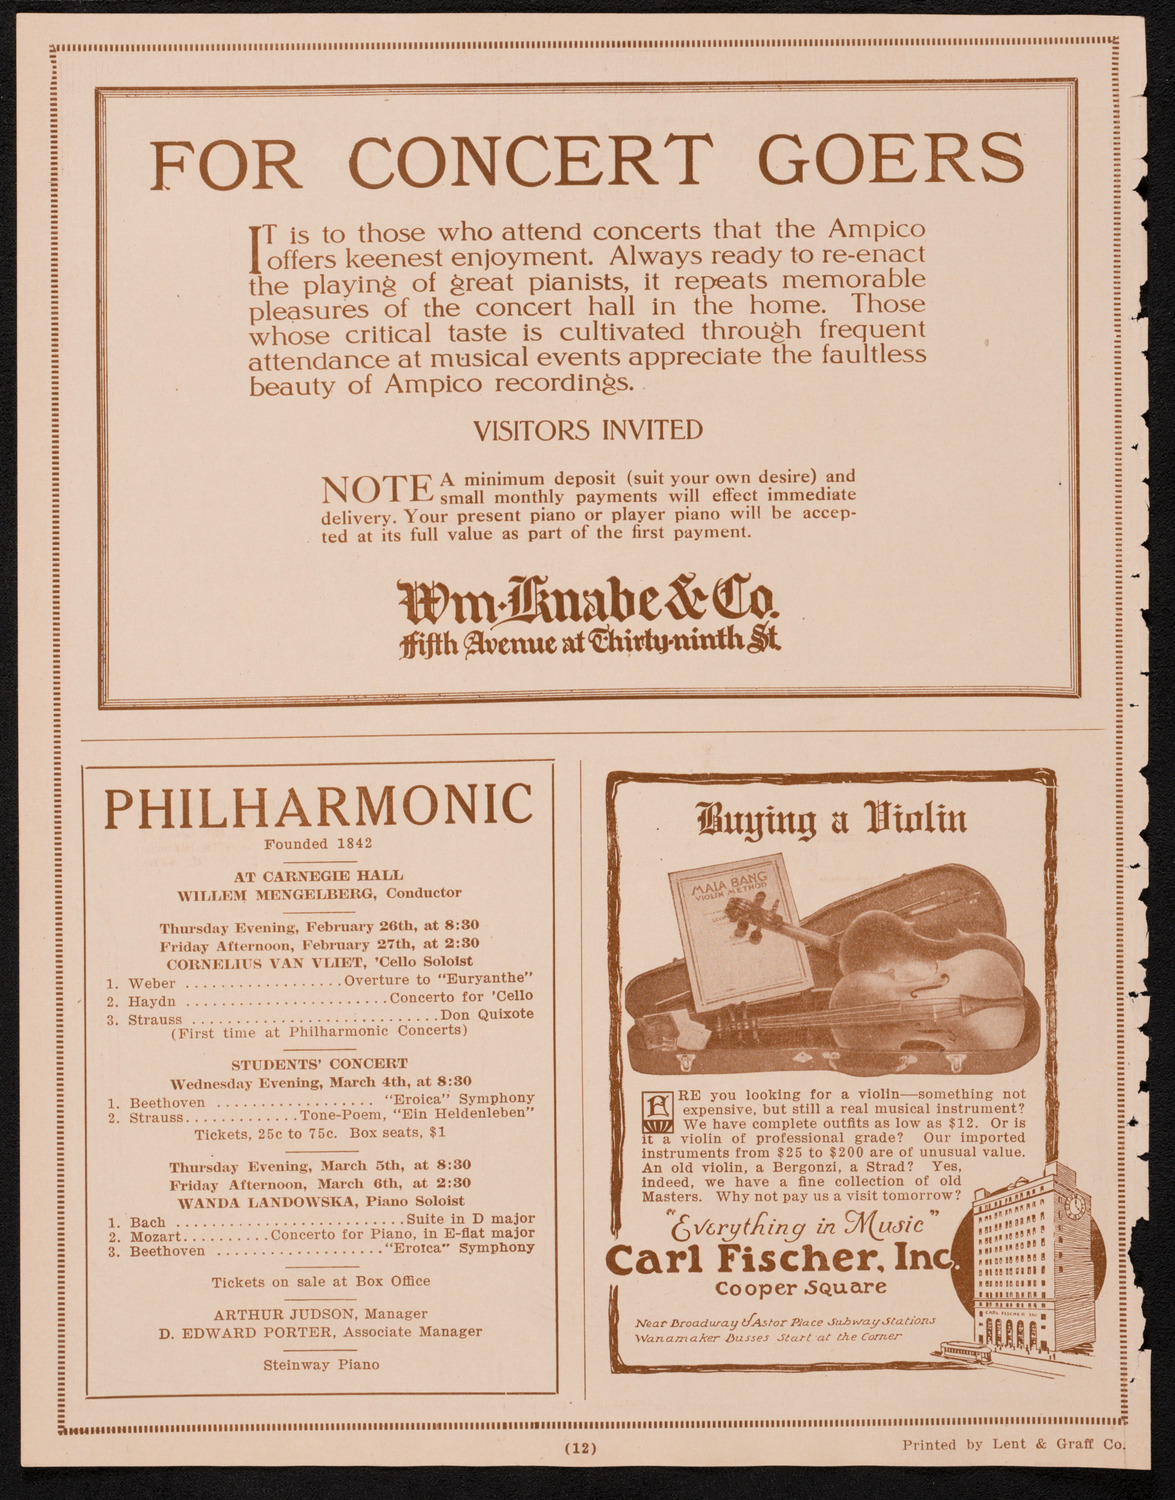 FOR CONCERT GOERS
IT is to those who attend concerts that the Ampico
offers keenest enjoyment. Always ready to re-enact
the playing of great pianists, it repeats memorable
pleasures of the concert hall in the home. Those
whose critical taste is cultivated through frequent
attendance at musical events appreciate the faultless
beauty of Ampico recordings.
VISITORS INVITED
NOTE A minimum deposit (suit your own desire) and
small monthly payments will effect immediate
delivery. Your present piano or player piano will be accep-
ted at its full value as part of the first payment.
Wm. Knabe & Co.
Fifth Avenue at Thirty-ninth St.
PHILHARMONIC
Founded 1842
AT CARNEGIE HALL
WILLEM MENGELBERG, Conductor
Thursday Evening, February 26th, at 8:30
Friday Afternoon, February 27th, at 2:30
CORNELIUS VAN VLIET, 'Cello Soloist
1. Weber ..................Overture to "Euryanthe"
2. Haydn .......................Concerto for 'Cello
3. Strauss ............................Don Quixote
(First time at Philharmonic Concerts)
STUDENTS' CONCERT
Wednesday Evening, March 4th, at 8:30
1. Beethoven .................. "Eroica" Symphony
2. Strauss.............Tone-Poem, "Ein Heldenleben"
Tickets, 25c to 75c. Box seats, $1
Thursday Evening, March 5th, at 8:30
Friday Afternoon, March 6th, at 2:30
WANDA LANDOWSKA, Piano Soloist
1. Bach ..........................Suite in D major
2. Mozart..........Concerto for Piano, in E-flat major
3. Beethoven ...................."Eroica" Symphony
Tickets on sale at Box Office
ARTHUR JUDSON, Manager
D. EDWARD PORTER, Associate Manager
Steinway Piano
Buying a Violin
MAIA BANG
VIOLIN METHOD
ARE you looking for a violin—something not
expensive, but still a real musical instrument?
We have complete outfits as low as $12. Or is
it a violin of professional grade? Our imported
instruments from $25 to $200 are of unusual value.
An old violin, a Bergonzi, a Strad? Yes,
indeed, we have a fine collection of old
Masters. Why not pay us a visit tomorrow?
"Everything in Music"
Carl Fischer, Inc.
Cooper Square
CARL FISCHER INC
Near Broadway & Astor Place Subway Stations
Wanamaker Busses Start at the Corner
(12)
Printed by Lent & Graff Co.